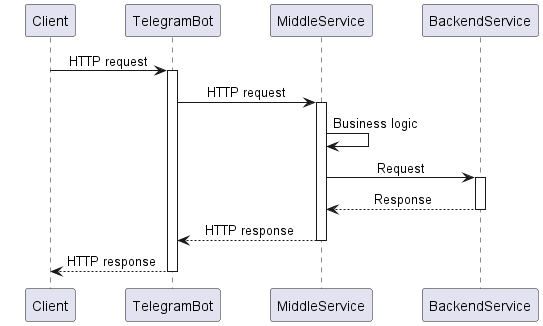 Client TelegramBot MiddleService BackendService
HTTP request
HTTP request
Business logic
Request
Response
HTTP response
HTTP response
Client TelegramBot MiddleService BackendService